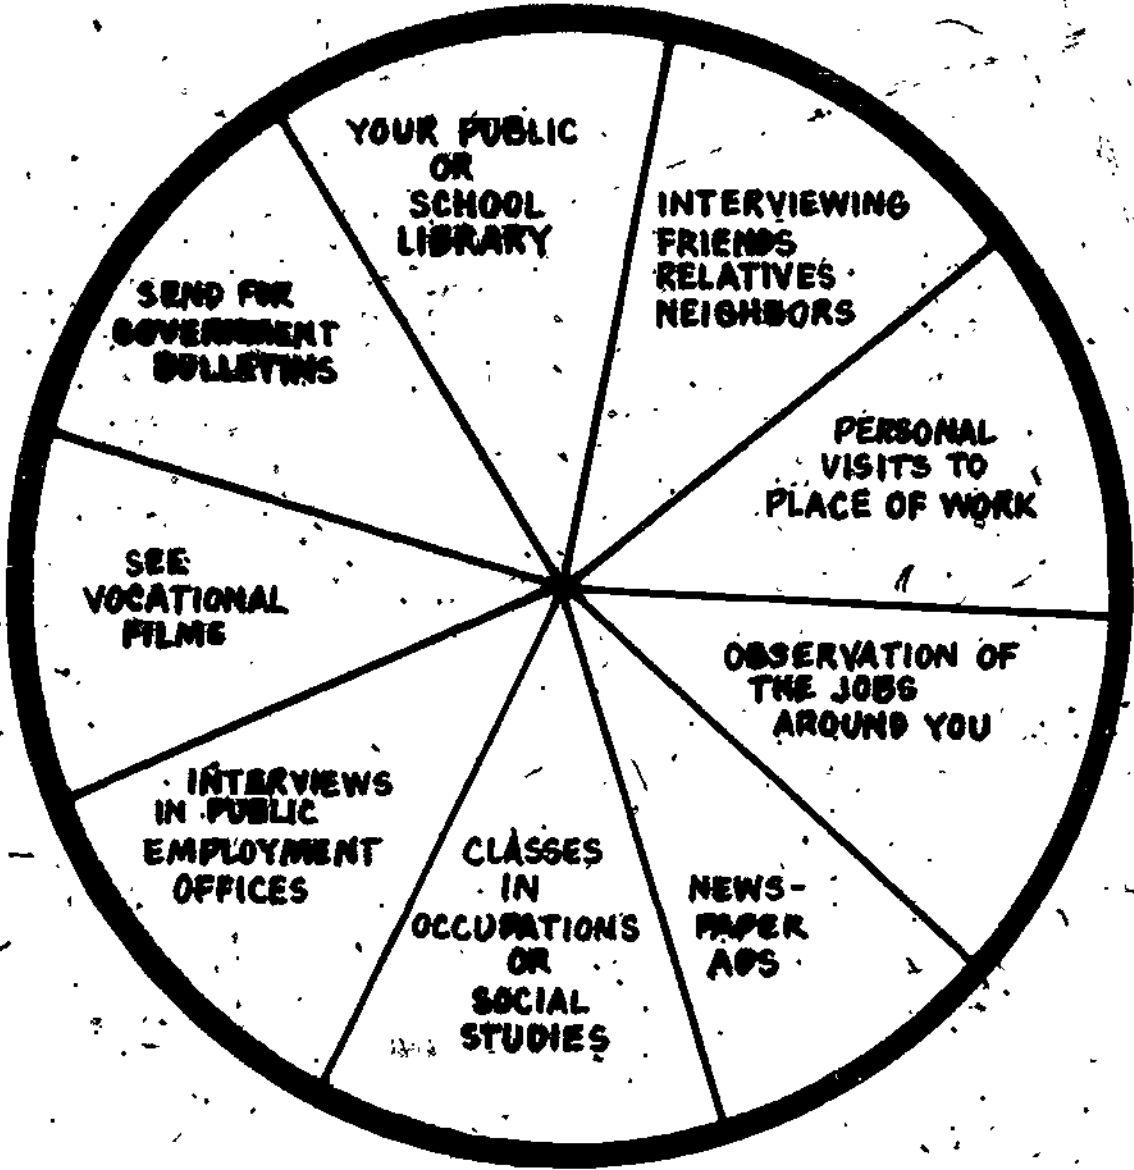 YOUR PUBLIC
OR
SCHOOL
LIBRARY
INTERVIEWING
FRIENDS
RELATIVES
NEIGHBORS
PERSONAL
VISITS TO
PLACE OF WORK
OBSERVATION OF
THE JOBS
AROUND YOU
NEWS-
PAPER
ADS
CLASSES
IN
OCCUPATIONS
OR
SOCIAL
STUDIES
INTERVIEWS
IN PUBLIC
EMPLOYMENT
OFFICES
SEE
VOCATIONAL
FILMS
SEND FOR
GOVERNMENT
BULLETINS